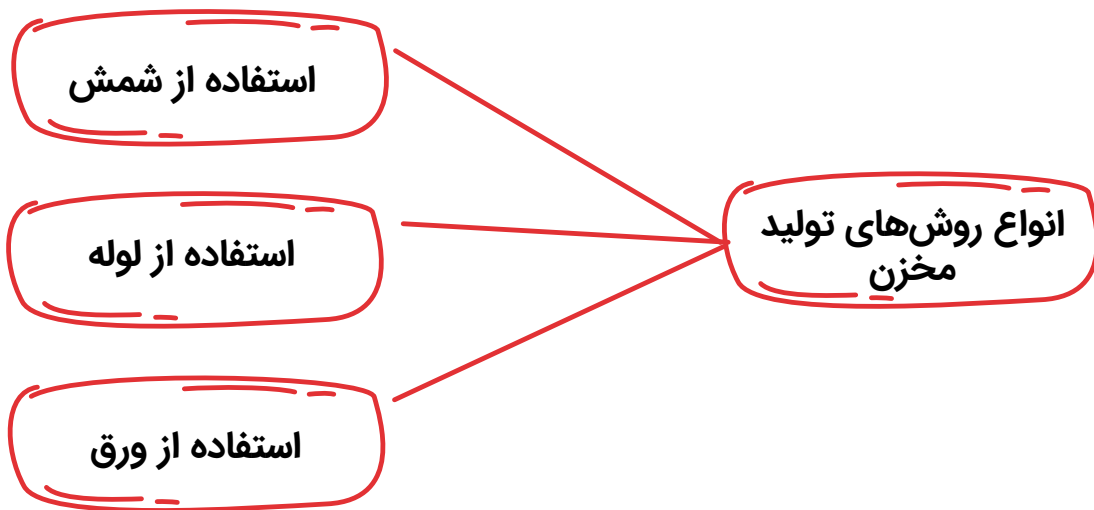 انواع روش‌های تولید
مخزن
استفاده از شمش
استفاده از لوله
استفاده از ورق